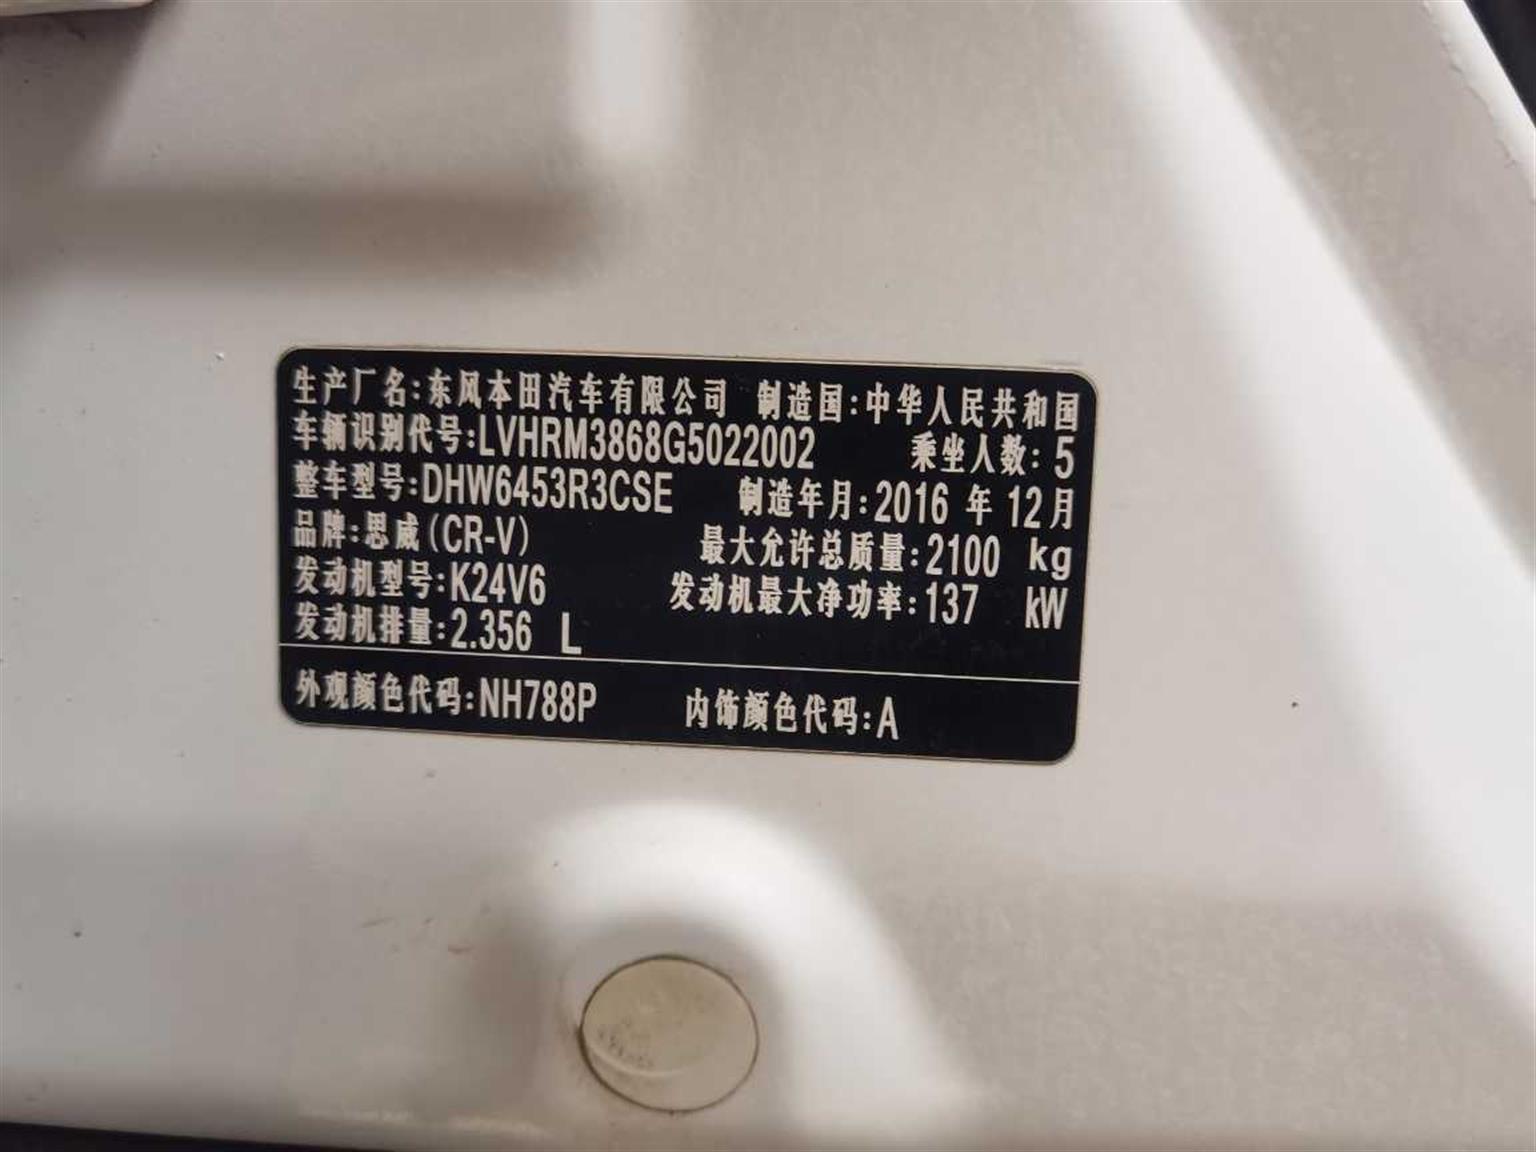 生产厂名:东风本田汽车有限公司 制造国:中华人民共和国
车辆识别代号:LVHRM3868G5022002 乘坐人数:5
整车型号:DHW6453R3CSE 制造年月:2016 年 12 月
品牌:思威(CR-V) 最大允许总质量:2100 kg
发动机型号:K24V6 发动机最大净功率:137 kW
发动机排量:2.356 L
外观颜色代码:NH788P 内饰颜色代码:A